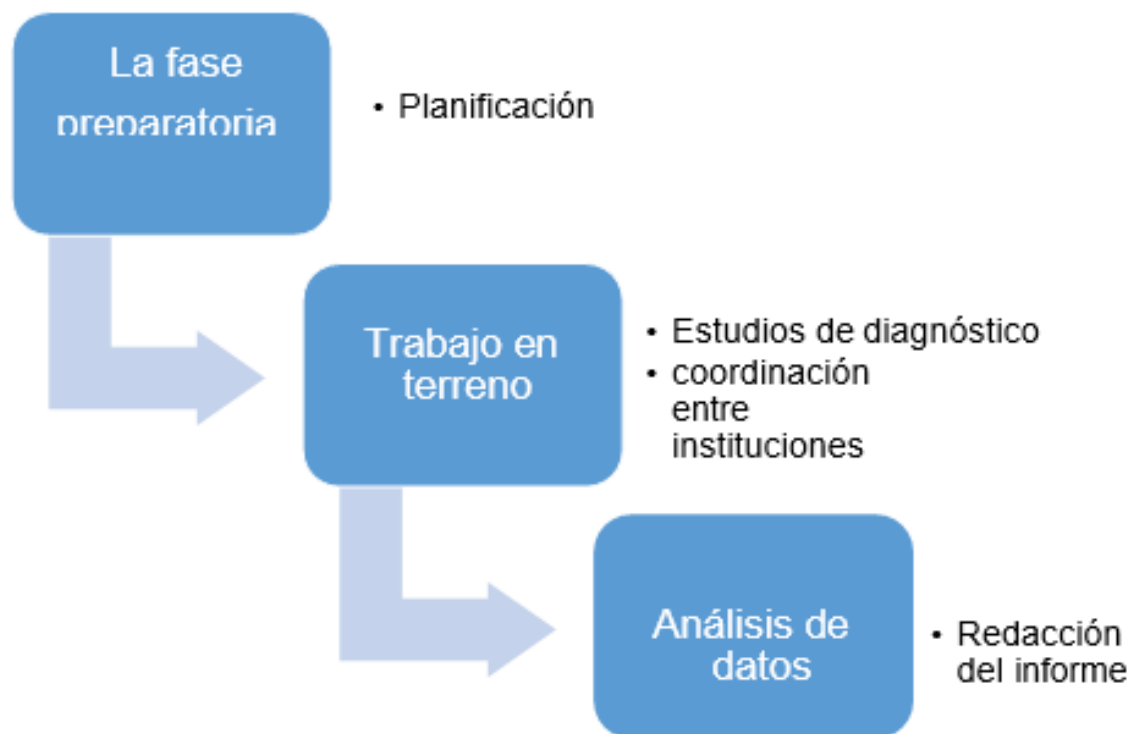 La fase
preparatoria
• Planificación
Trabajo en
terreno
• Estudios de diagnóstico
• coordinación
entre
instituciones
Análisis de
datos
• Redacción
del informe